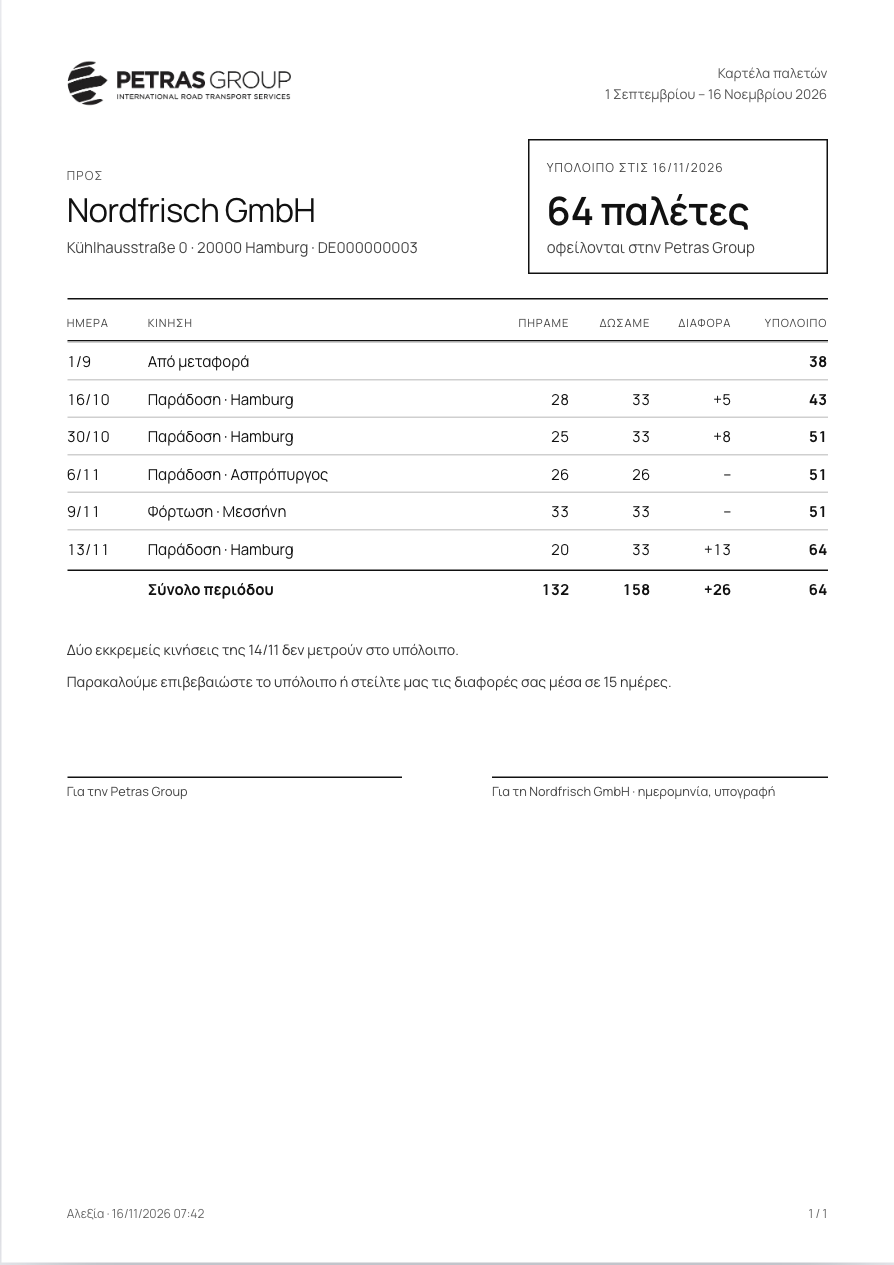 PETRAS GROUP
INTERNATIONAL ROAD TRANSPORT SERVICES
Καρτέλα παλετών
1 Σεπτεμβρίου – 16 Νοεμβρίου 2026
ΠΡΟΣ
Nordfrisch GmbH
Kühlhausstraße 0 · 20000 Hamburg · DE000000003
ΥΠΟΛΟΙΠΟ ΣΤΙΣ 16/11/2026
64 παλέτες
οφείλονται στην Petras Group
ΗΜΕΡΑ ΚΙΝΗΣΗ ΠΗΡΑΜΕ ΔΩΣΑΜΕ ΔΙΑΦΟΡΑ ΥΠΟΛΟΙΠΟ
1/9 Από μεταφορά 38
16/10 Παράδοση · Hamburg 28 33 +5 43
30/10 Παράδοση · Hamburg 25 33 +8 51
6/11 Παράδοση · Ασπρόπυργος 26 26 – 51
9/11 Φόρτωση · Μεσσήνη 33 33 – 51
13/11 Παράδοση · Hamburg 20 33 +13 64
Σύνολο περιόδου 132 158 +26 64
Δύο εκκρεμείς κινήσεις της 14/11 δεν μετρούν στο υπόλοιπο.
Παρακαλούμε επιβεβαιώστε το υπόλοιπο ή στείλτε μας τις διαφορές σας μέσα σε 15 ημέρες.
Για την Petras Group
Για τη Nordfrisch GmbH · ημερομηνία, υπογραφή
Αλεξία · 16/11/2026 07:42
1 / 1